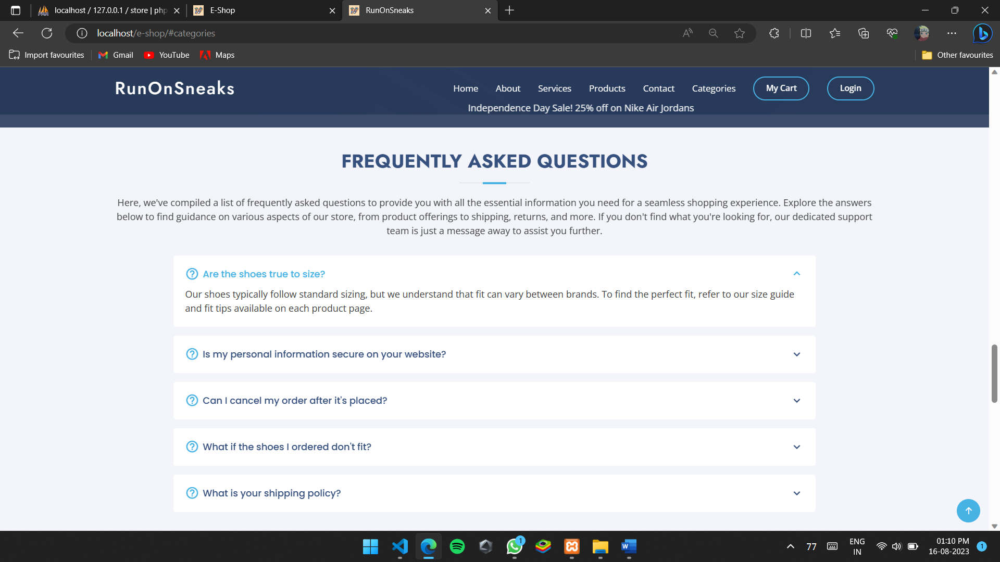 localhost / 127.0.0.1 / store | php
E-Shop
RunOnSneaks
localhost/e-shop/#categories
Import favourites
Gmail
YouTube
Maps
Other favourites
RunOnSneaks
Home
About
Services
Products
Contact
Categories
My Cart
Login
Independence Day Sale! 25% off on Nike Air Jordans
FREQUENTLY ASKED QUESTIONS
Here, we've compiled a list of frequently asked questions to provide you with all the essential information you need for a seamless shopping experience. Explore the answers
below to find guidance on various aspects of our store, from product offerings to shipping, returns, and more. If you don't find what you're looking for, our dedicated support
team is just a message away to assist you further.
Are the shoes true to size?
Our shoes typically follow standard sizing, but we understand that fit can vary between brands. To find the perfect fit, refer to our size guide
and fit tips available on each product page.
Is my personal information secure on your website?
Can I cancel my order after it's placed?
What if the shoes I ordered don't fit?
What is your shipping policy?
1
77
ENG
IN
01:10 PM
16-08-2023
1